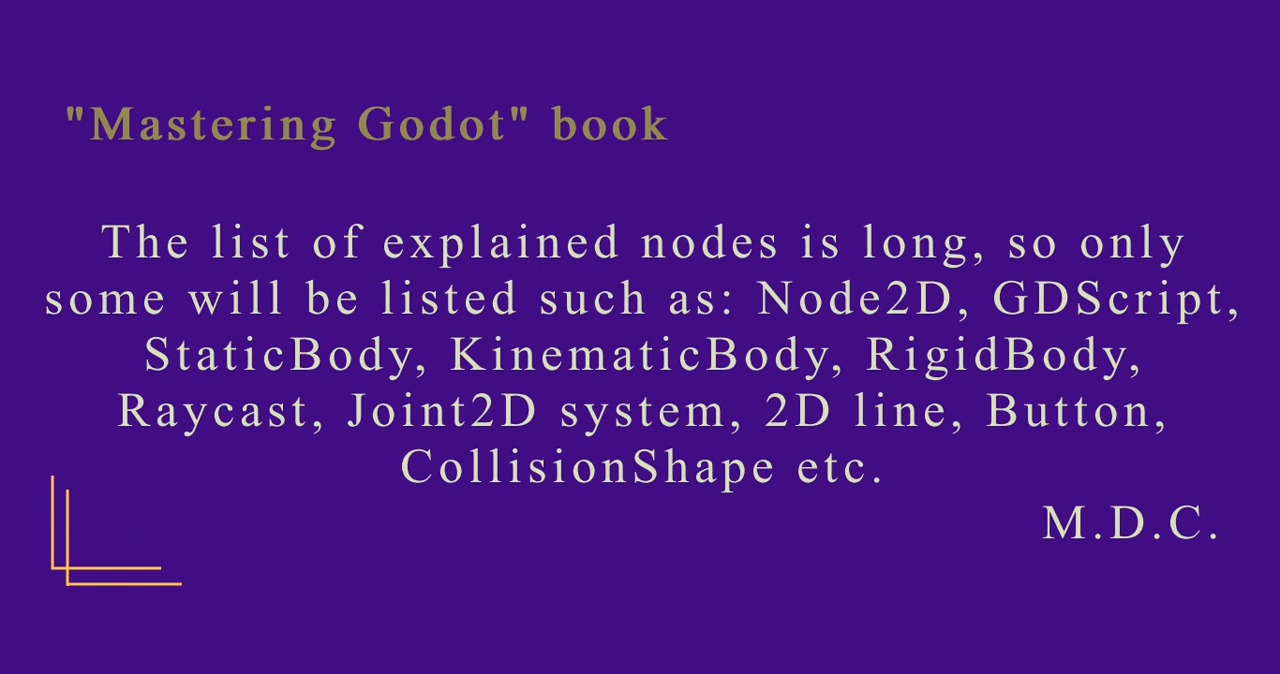 "Mastering Godot" book
The list of explained nodes is long, so only
some will be listed such as: Node2D, GDScript,
StaticBody, KinematicBody, RigidBody,
Raycast, Joint2D system, 2D line, Button,
CollisionShape etc.
M.D.C.